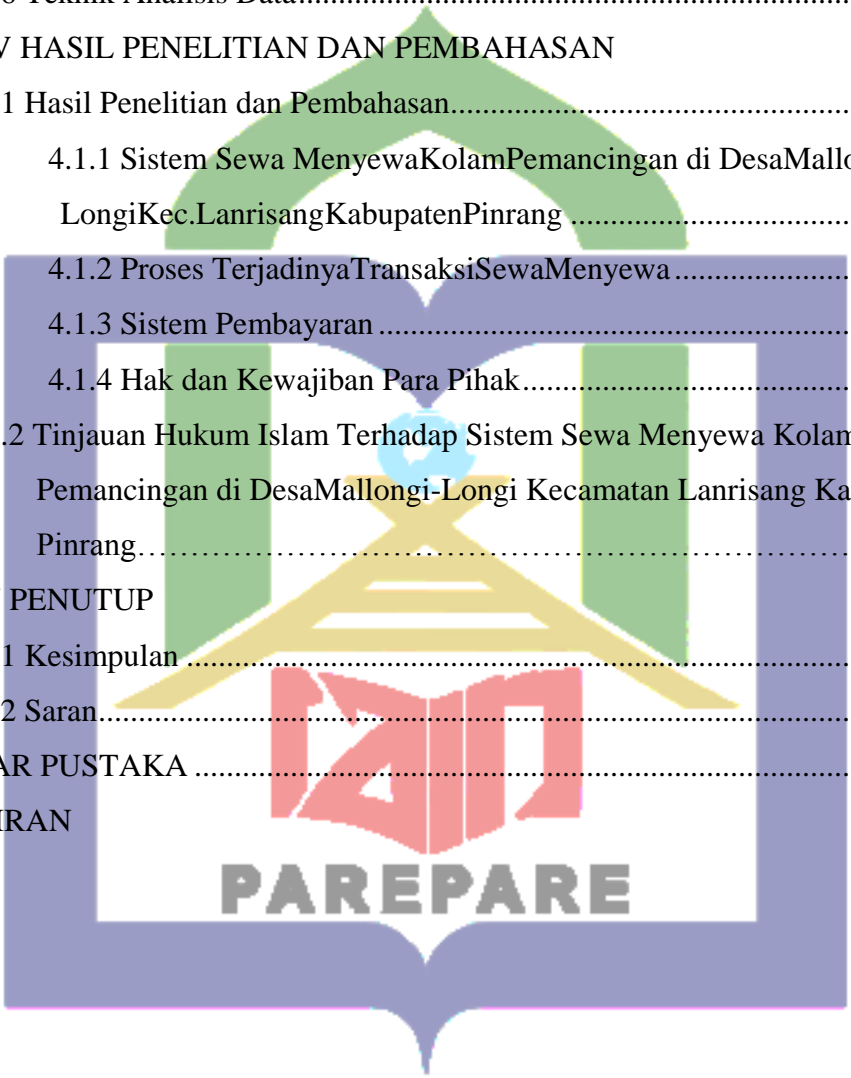 6 Teknik Analisis Data..........................................................................
V HASIL PENELITIAN DAN PEMBAHASAN
1 Hasil Penelitian dan Pembahasan....................................................
4.1.1 Sistem Sewa MenyewaKolamPemancingan di DesaMallo
LongiKec.LanrisangKabupatenPinrang ....................................
4.1.2 Proses TerjadinyaTransaksiSewaMenyewa.......................
4.1.3 Sistem Pembayaran ..............................................................
4.1.4 Hak dan Kewajiban Para Pihak...........................................
.2 Tinjauan Hukum Islam Terhadap Sistem Sewa Menyewa Kolam
Pemancingan di DesaMallongi-Longi Kecamatan Lanrisang Ka
Pinrang……………………………………………………………
PENUTUP
1 Kesimpulan ....................................................................................
2 Saran................................................................................................
AR PUSTAKA ....................................................................................
IRAN
iain
PAREPARE